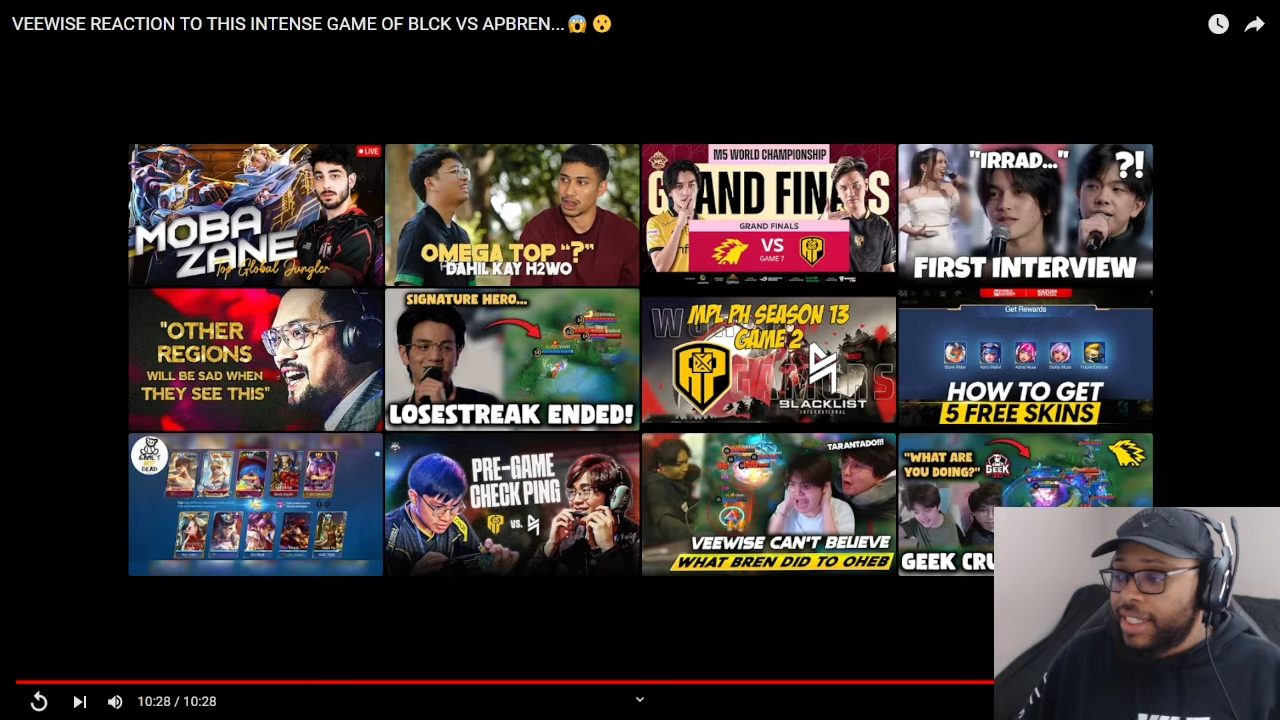 VEEWISE REACTION TO THIS INTENSE GAME OF BLCK VS APBREN...😱😮
LIVE
MOBA
ZANE
Top Global Jungler
OMEGA TOP “?”
DAHIL KAY H2WO
M5 WORLD CHAMPIONSHIP
GRAND FINALS
GRAND FINALS
VS
GAME 7
"IRRAD..."
?!
FIRST INTERVIEW
"OTHER
REGIONS
WILL BE SAD WHEN
THEY SEE THIS"
SIGNATURE HERO...
LOSESTREAK ENDED!
MPL PH SEASON 13
GAME 2
BLACKLIST
INTERNATIONAL
Get Rewards
HOW TO GET
5 FREE SKINS
DEAD
PRE-GAME
CHECK PING
VS.
TARANTADO!!!
VEEWISE CAN'T BELIEVE
WHAT BREN DID TO OHEB
"WHAT ARE
YOU DOING?"
GEEK
GEEK CRU
10:28 / 10:28